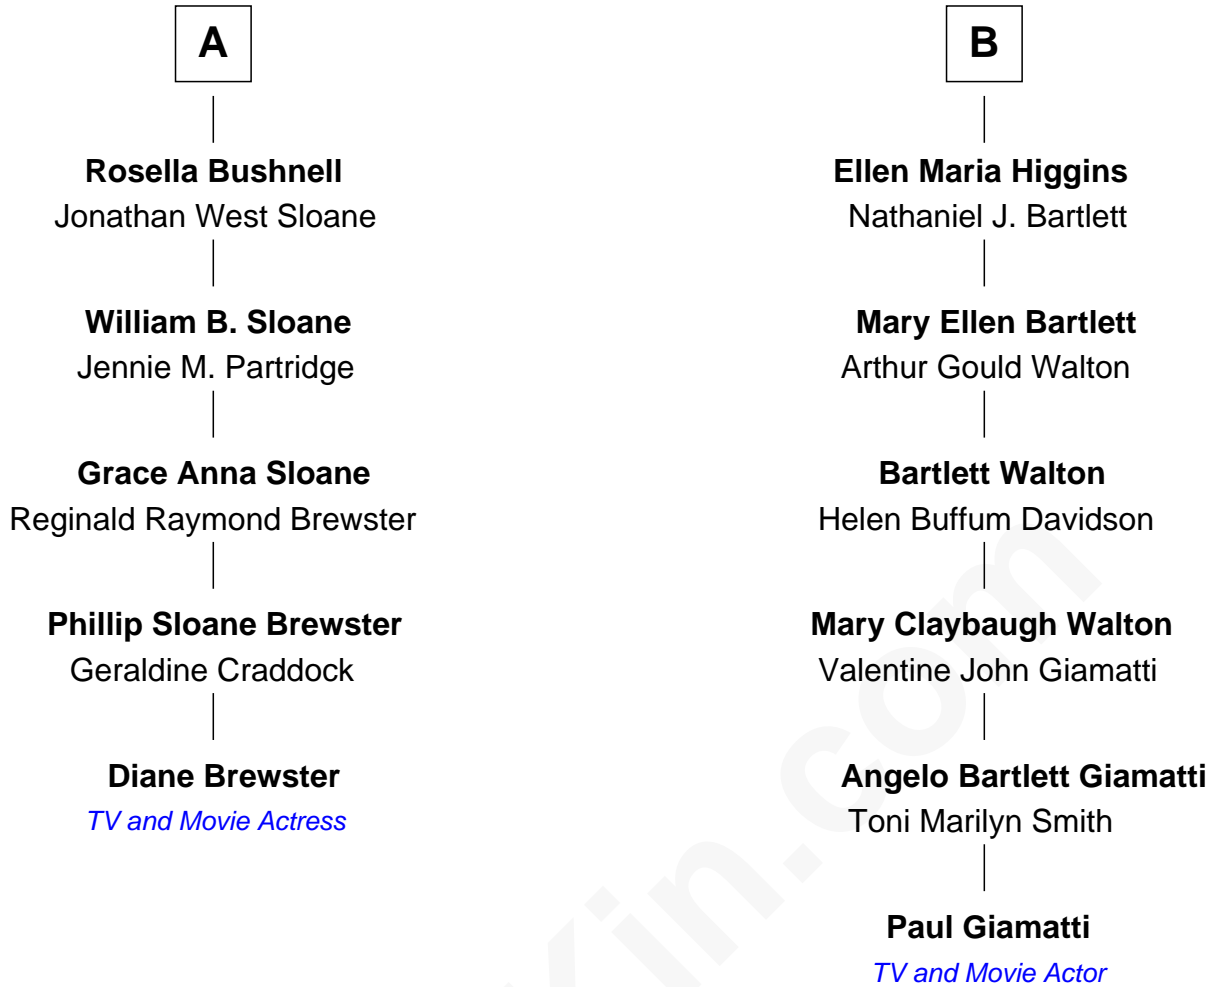 A
Rosella Bushnell
Jonathan West Sloane
William B. Sloane
Jennie M. Partridge
Grace Anna Sloane
Reginald Raymond Brewster
Phillip Sloane Brewster
Geraldine Craddock
Diane Brewster
TV and Movie Actress
B
Ellen Maria Higgins
Nathaniel J. Bartlett
Mary Ellen Bartlett
Arthur Gould Walton
Bartlett Walton
Helen Buffum Davidson
Mary Claybaugh Walton
Valentine John Giamatti
Angelo Bartlett Giamatti
Toni Marilyn Smith
Paul Giamatti
TV and Movie Actor
Kin.com